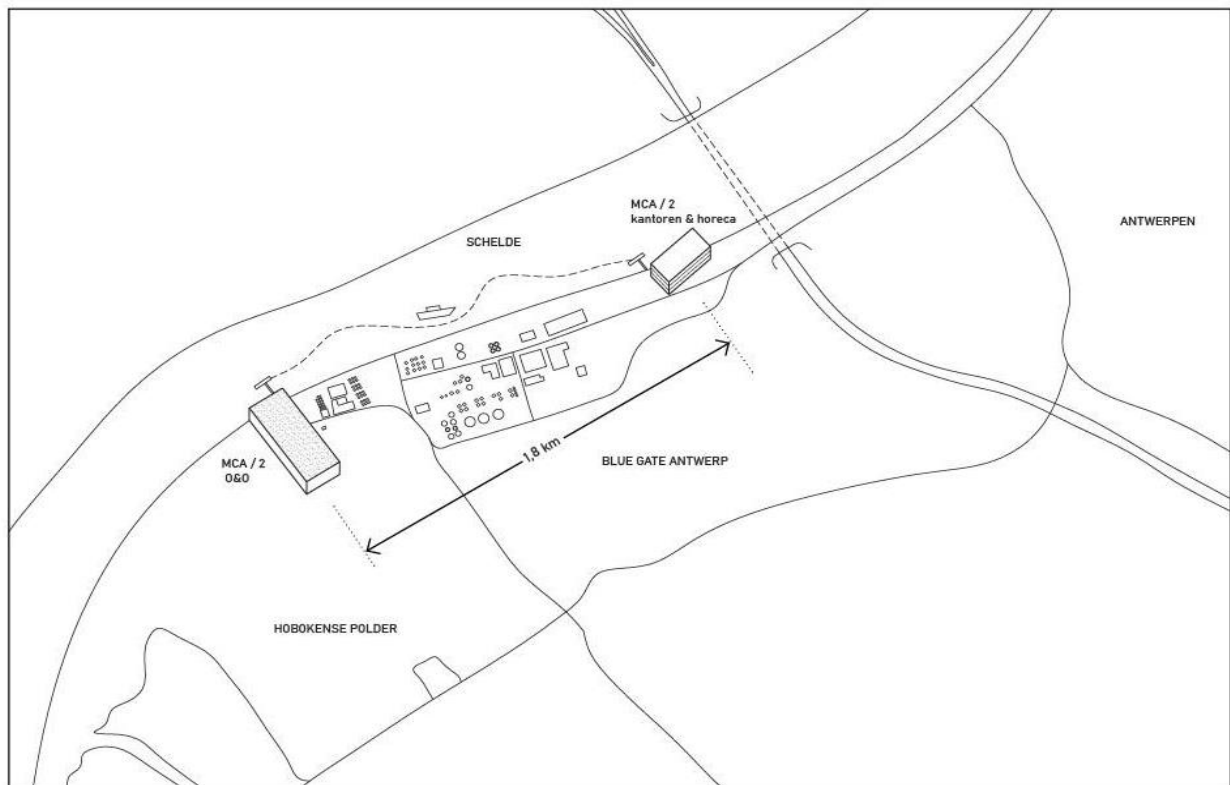 MCA / 2
kantoren & horeca
ANTWERPEN
SCHELDE
MCA / 2
O&O
1,8 km
BLUE GATE ANTWERP
HOBOKENSE POLDER